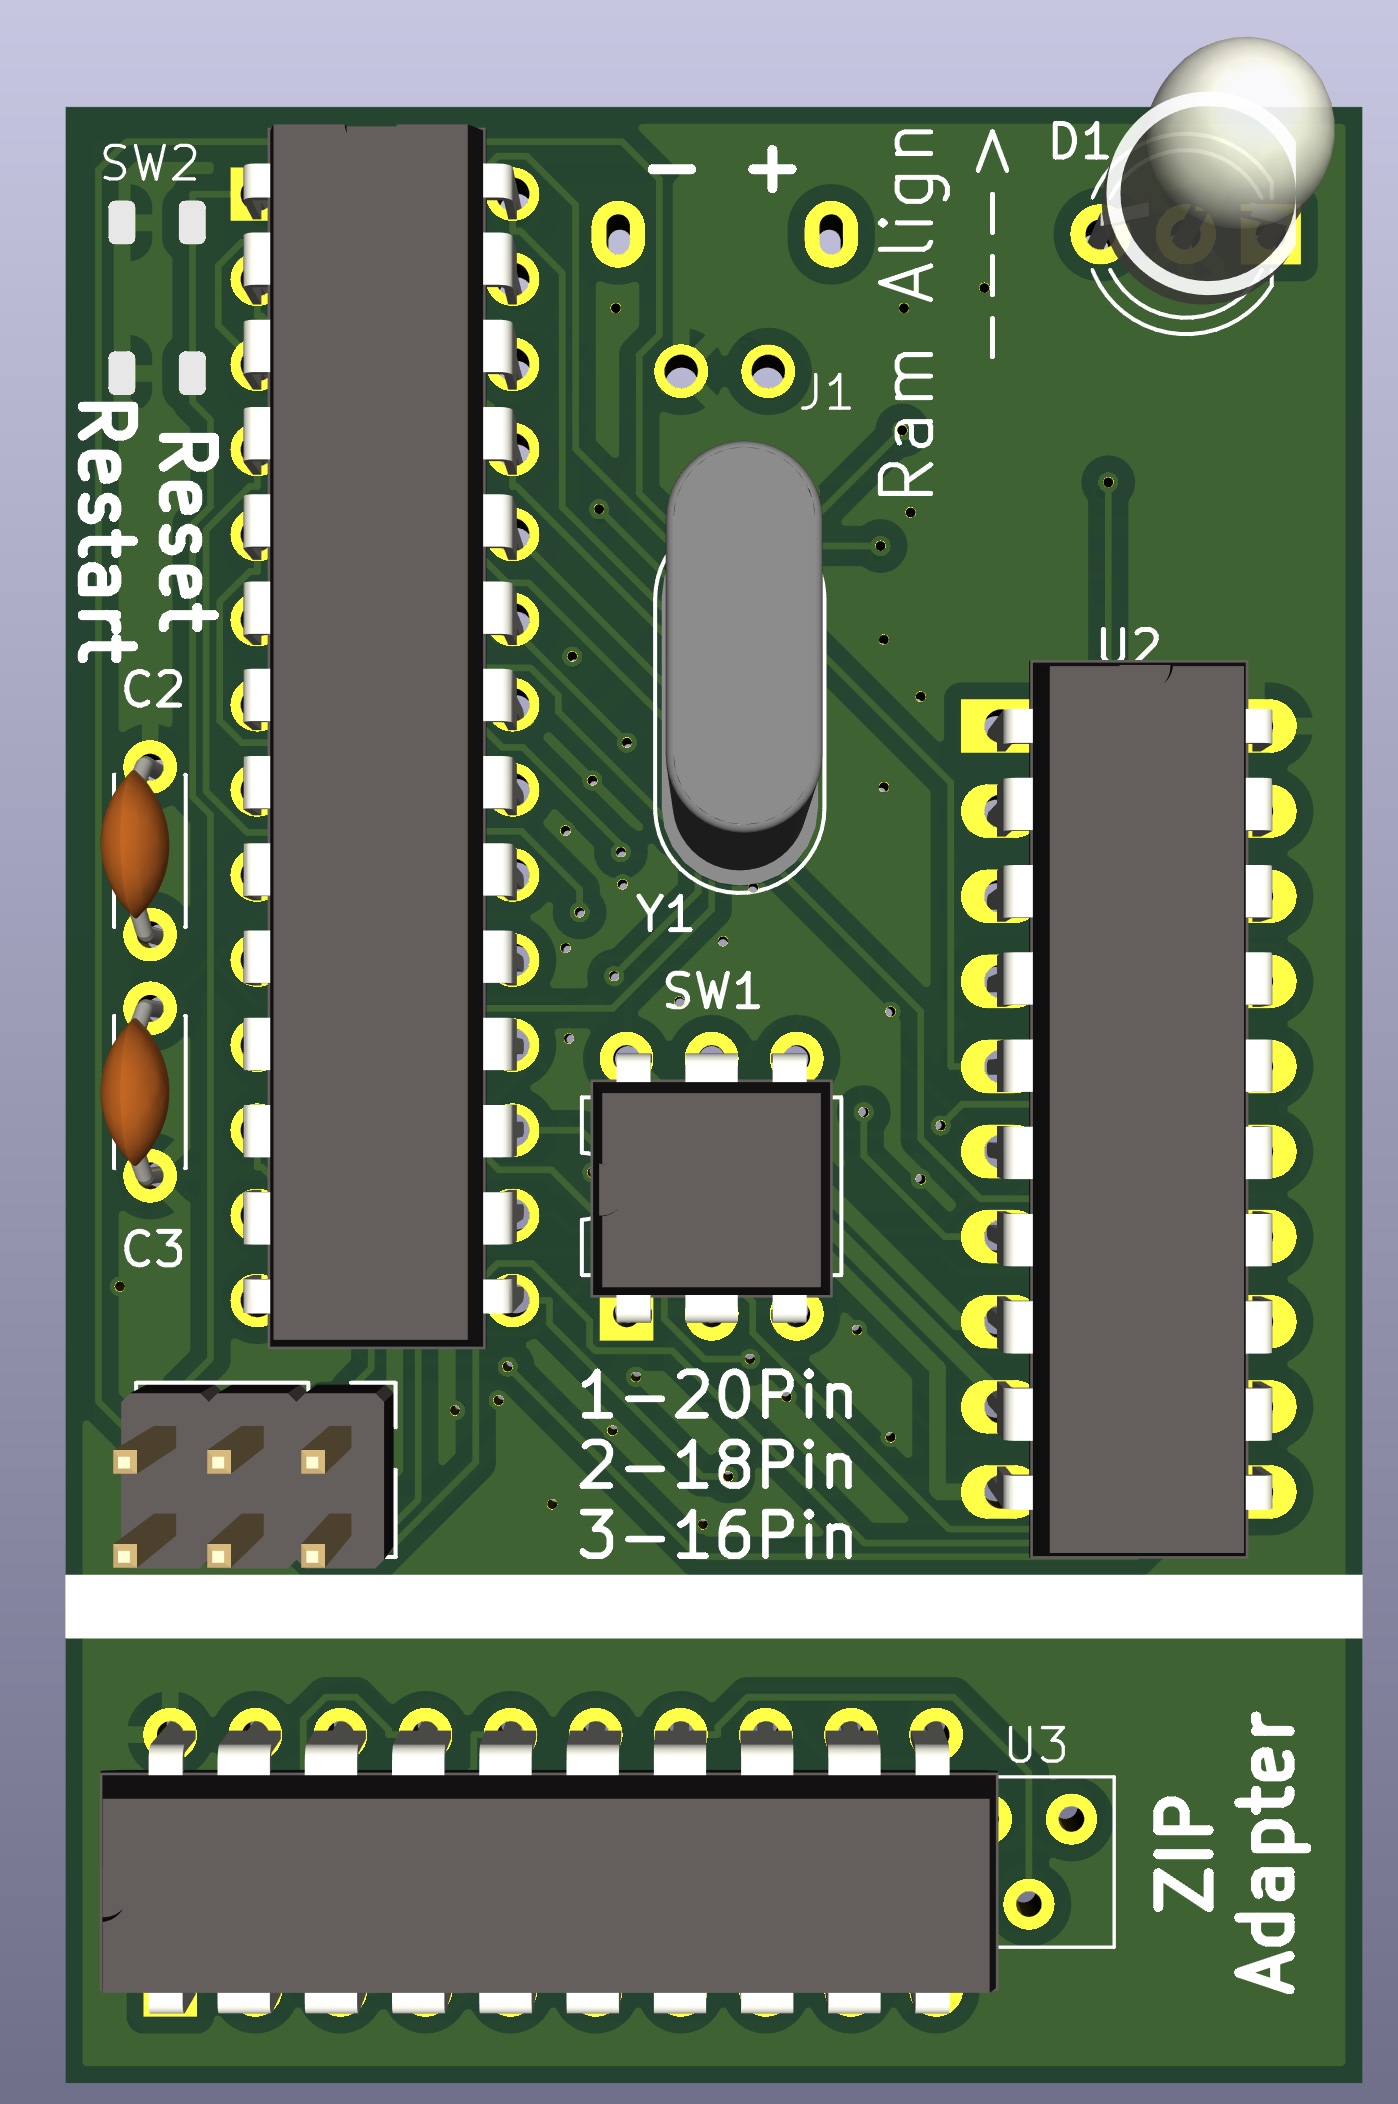 SW2
- +
Ram Align
--->
D1
J1
Restart
Reset
U2
C2
Y1
SW1
C3
1-20Pin
2-18Pin
3-16Pin
U3
ZIP
Adapter